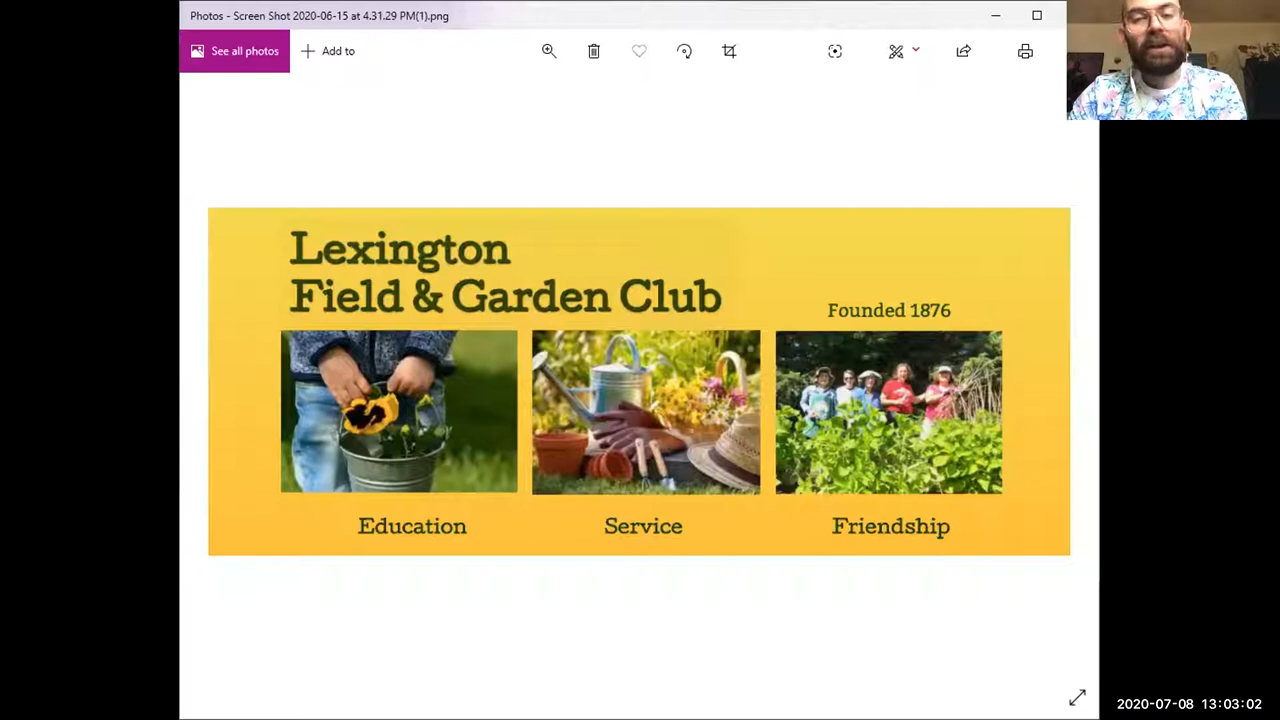 Photos - Screen Shot 2020-06-15 at 4.31.29 PM(1).png
See all photos
Add to
Lexington
Field & Garden Club
Founded 1876
Education
Service
Friendship
2020-07-08 13:03:02